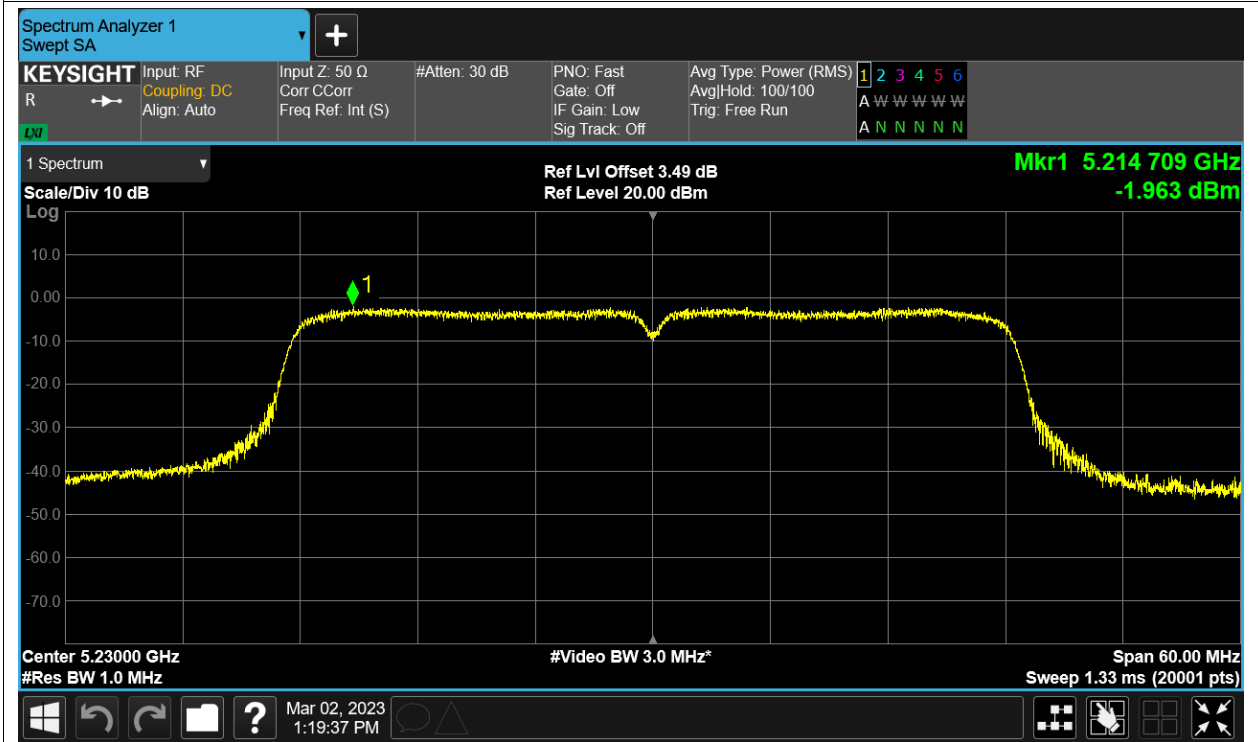 Spectrum Analyzer 1
Swept SA
KEYSIGHT
R
LXI
Input: RF
Coupling: DC
Align: Auto
Input Z: 50 Ω
Corr CCorr
Freq Ref: Int (S)
#Atten: 30 dB
PNO: Fast
Gate: Off
IF Gain: Low
Sig Track: Off
Avg Type: Power (RMS)
Avg|Hold: 100/100
Trig: Free Run
1 2 3 4 5 6
A W W W W W
A N N N N N
1 Spectrum
Scale/Div 10 dB
Log
Ref Lvl Offset 3.49 dB
Ref Level 20.00 dBm
Mkr1 5.214 709 GHz
-1.963 dBm
10.0
0.00
-10.0
-20.0
-30.0
-40.0
-50.0
-60.0
-70.0
1
Center 5.23000 GHz
#Res BW 1.0 MHz
#Video BW 3.0 MHz*
Span 60.00 MHz
Sweep 1.33 ms (20001 pts)
?
Mar 02, 2023
1:19:37 PM